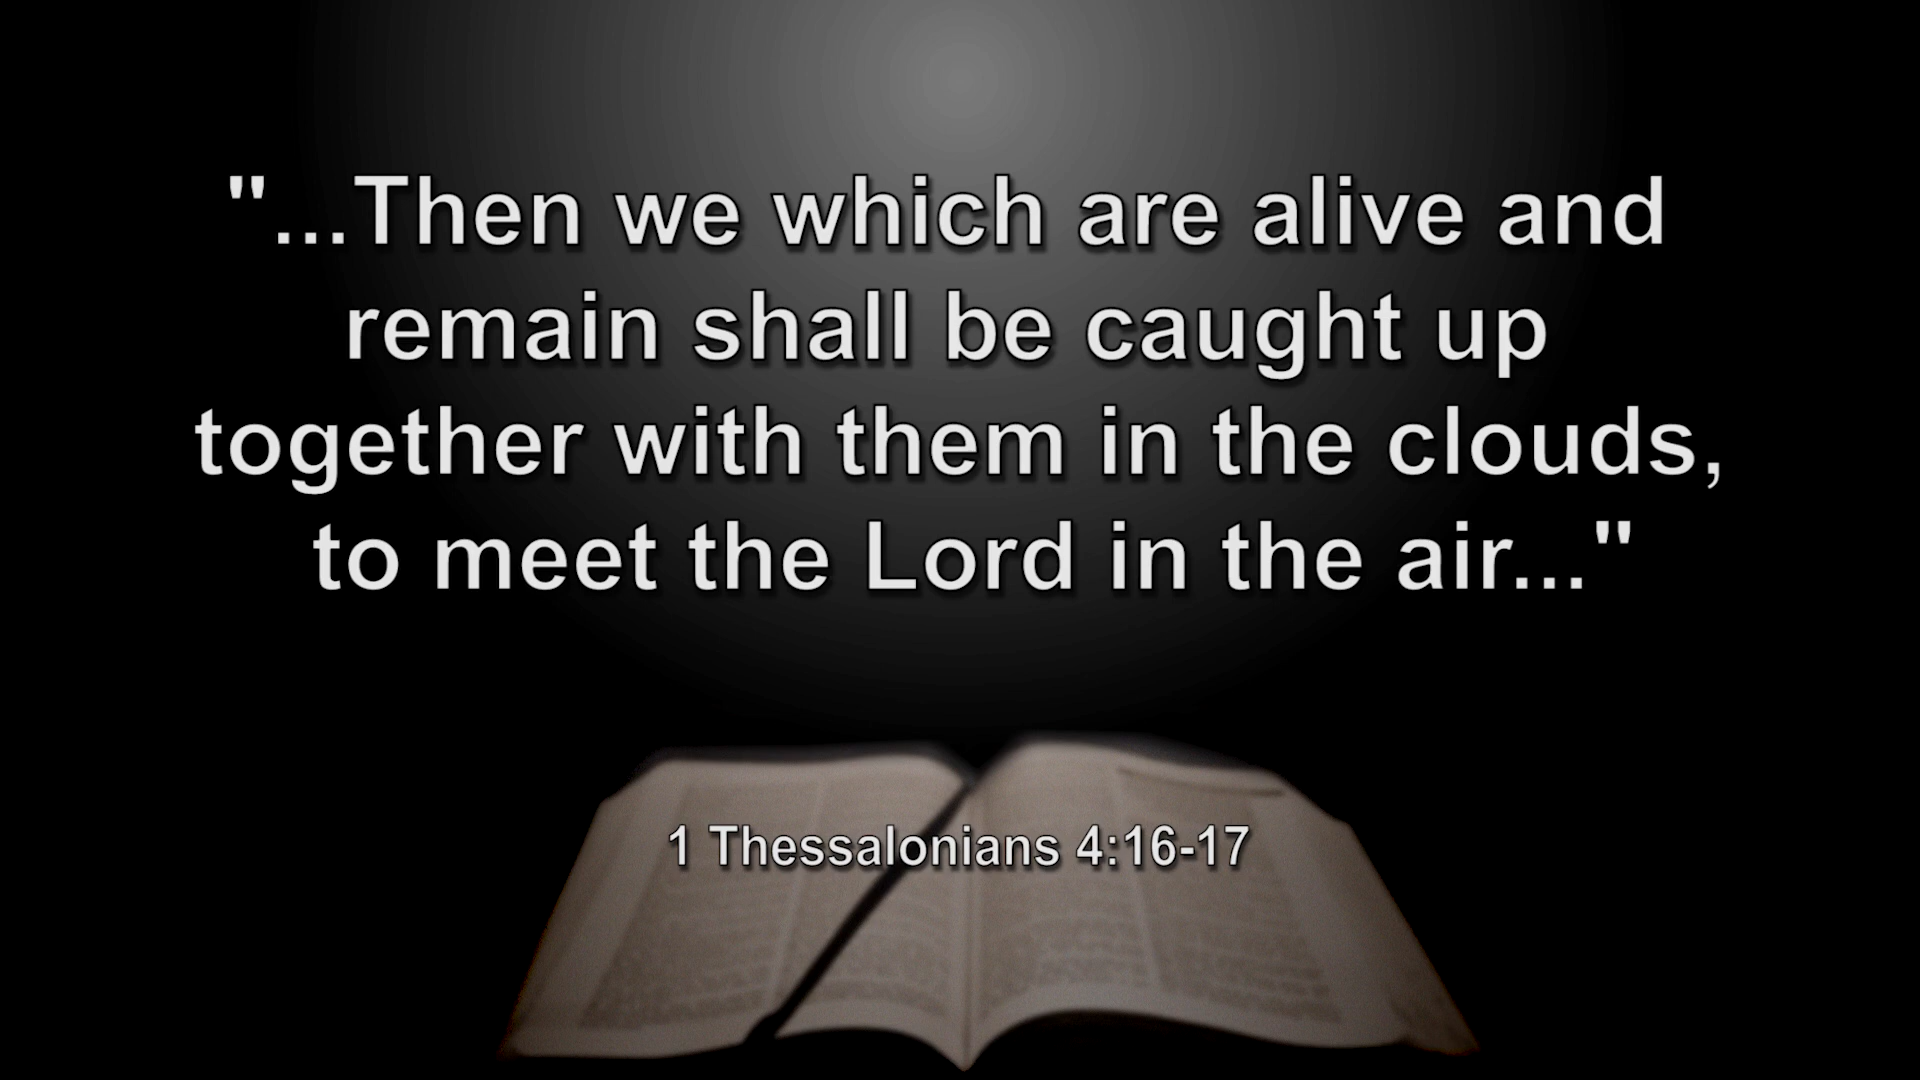 "...Then we which are alive and
remain shall be caught up
together with them in the clouds,
to meet the Lord in the air..."
1 Thessalonians 4:16-17